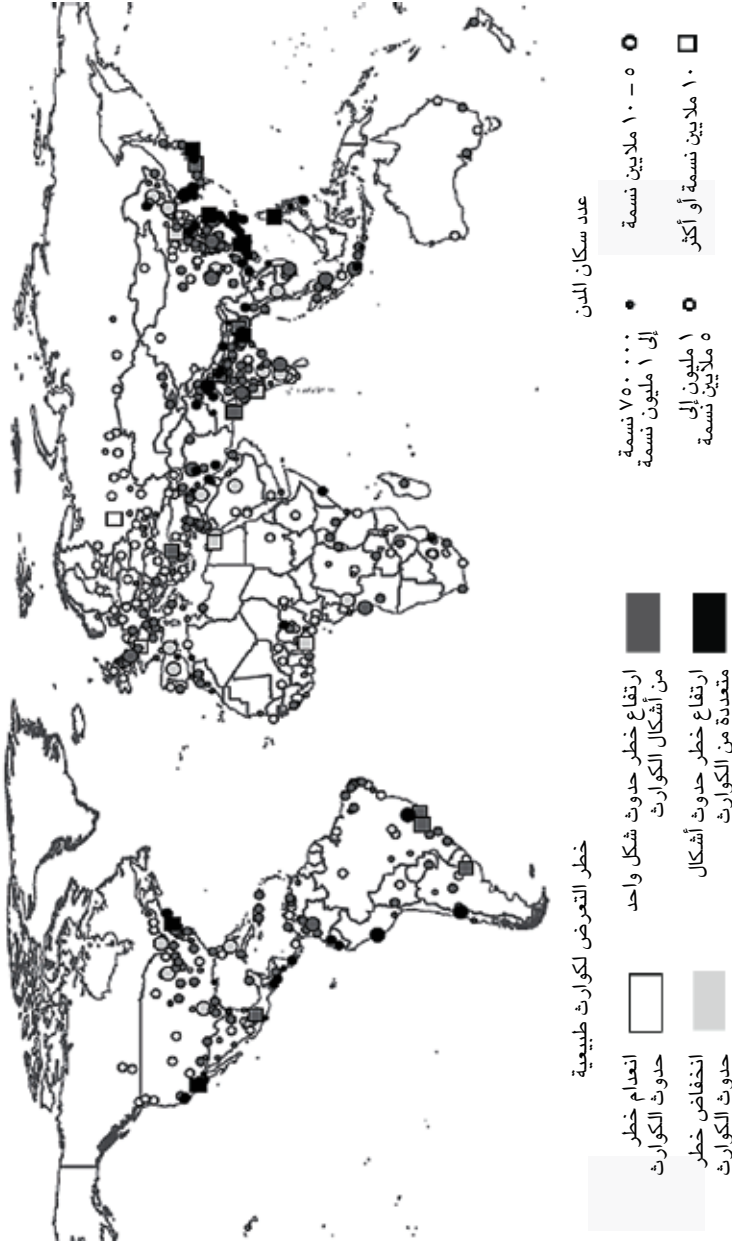 خطر التعرض لكوارث طبيعية
انعدام خطر
حدوث الكوارث
انخفاض خطر
حدوث الكوارث
ارتفاع خطر حدوث شكل واحد
من أشكال الكوارث
ارتفاع خطر حدوث أشكال
متعددة من الكوارث
عدد سكان المدن
٧٥٠ ٠٠٠ نسمة
إلى ١ مليون نسمة
١ مليون إلى
٥ ملايين نسمة
٥ – ١٠ ملايين نسمة
١٠ ملايين نسمة أو أكثر